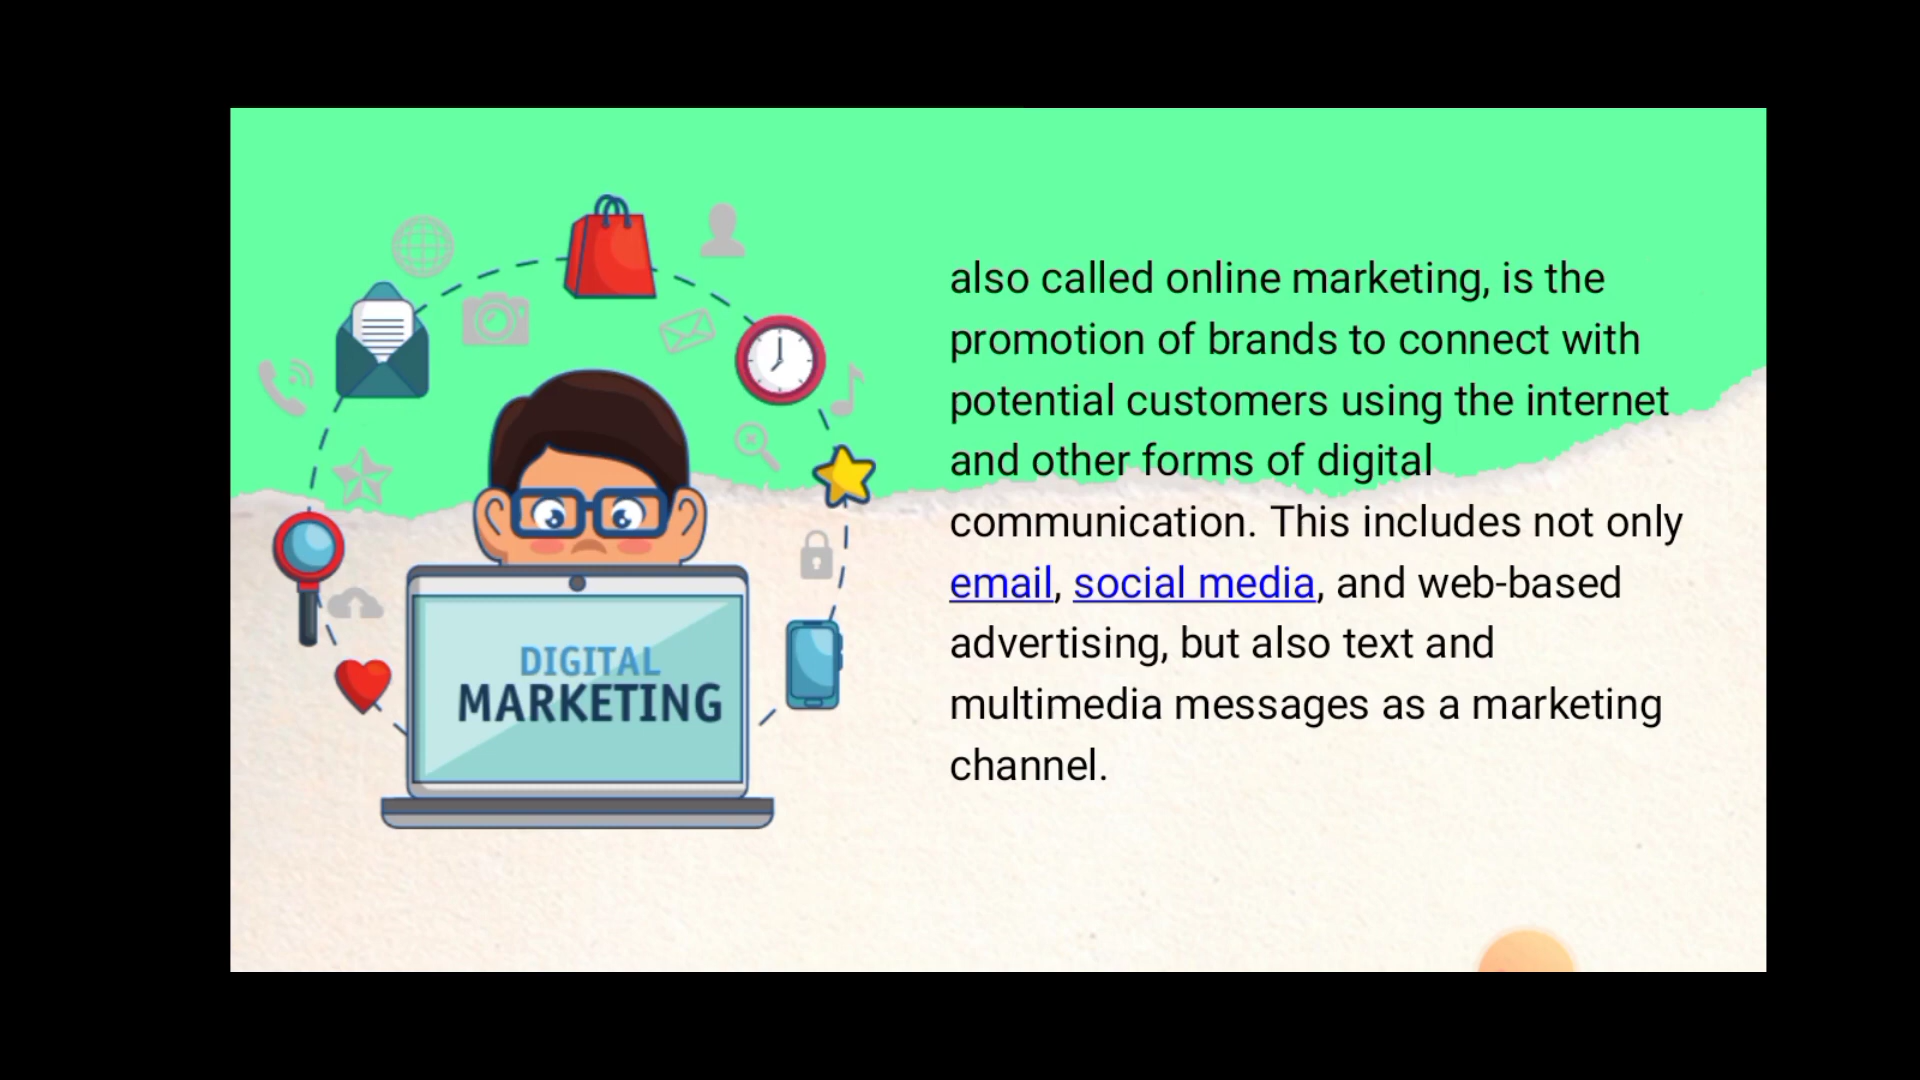 DIGITAL
MARKETING
also called online marketing, is the
promotion of brands to connect with
potential customers using the internet
and other forms of digital
communication. This includes not only
email, social media, and web-based
advertising, but also text and
multimedia messages as a marketing
channel.